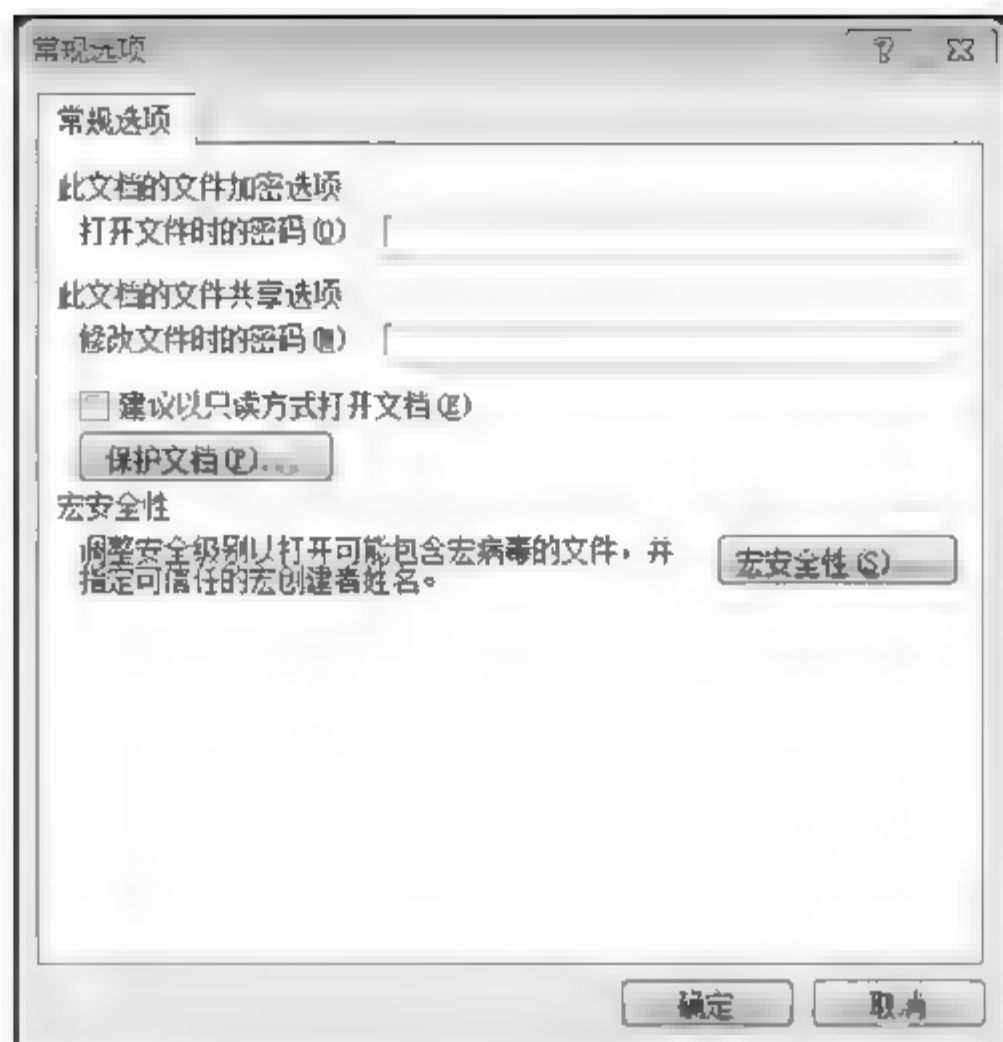 常规选项
常规选项
此文档的文件加密选项
打开文件时的密码(O)
此文档的文件共享选项
修改文件时的密码(M)
建议以只读方式打开文档(E)
保护文档(P)...
宏安全性
调整安全级别以打开可能包含宏病毒的文件，并
指定可信任的宏创建者姓名。
宏安全性(S)
确定
取消